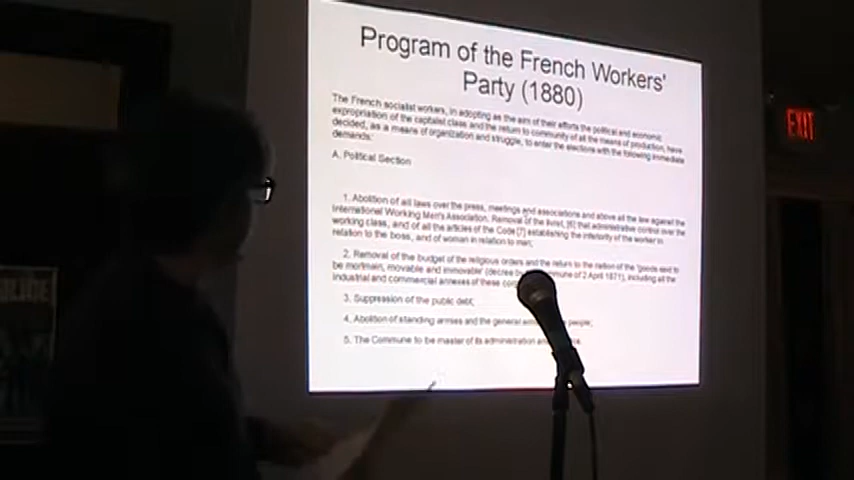 Program of the French Workers'
Party (1880)
The French socialist workers, in adopting as the aim of their efforts the political and economic
expropriation of the capitalist class and the return to community of all the means of production, have
decided, as a means of organization and struggle, to enter the elections with the following immediate
demands:
A. Political Section
1. Abolition of all laws over the press, meetings and associations and above all the law against the
International Working Men's Association. Removal of the livret, [6] that administrative control over the
working class, and of all the articles of the Code [7] establishing the inferiority of the worker in
relation to the boss, and of woman in relation to man;
2. Removal of the budget of the religious orders and the return to the nation of the 'goods said to
be mortmain, movable and immovable' (decree by of 2 April 1871), including all the
industrial and commercial annexes of these
3. Suppression of the public debt;
4. Abolition of standing armies and the general people;
5. The Commune to be master of its administration
EXIT